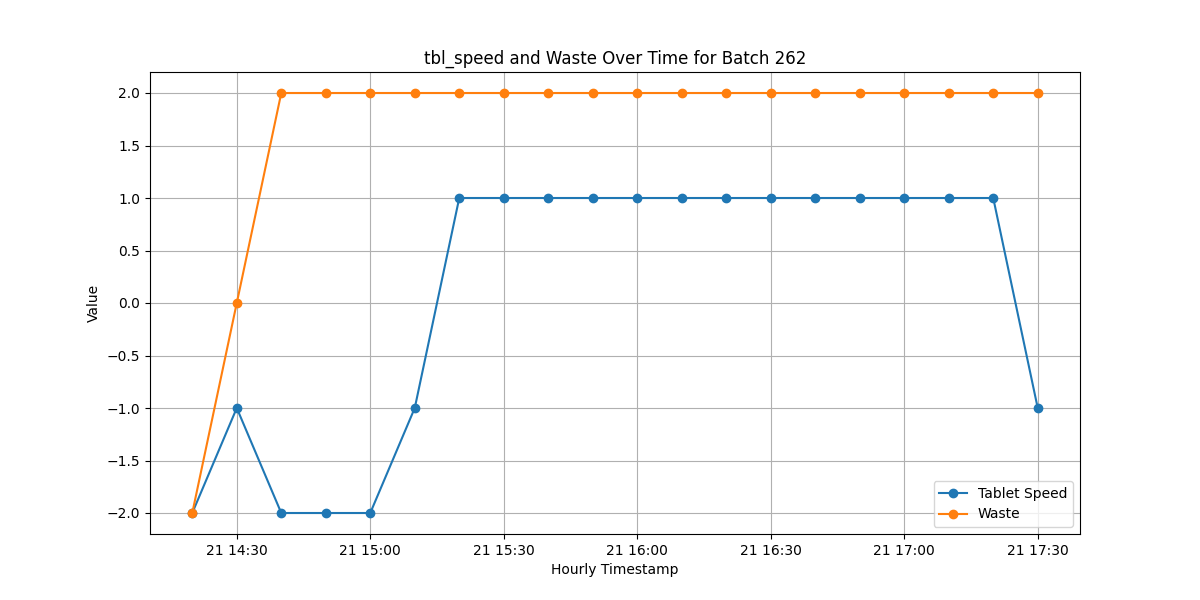 tbl_speed and Waste Over Time for Batch 262
Value
2.0
1.5
1.0
0.5
0.0
−0.5
−1.0
−1.5
−2.0
Tablet Speed
Waste
21 14:30 21 15:00 21 15:30 21 16:00 21 16:30 21 17:00 21 17:30
Hourly Timestamp